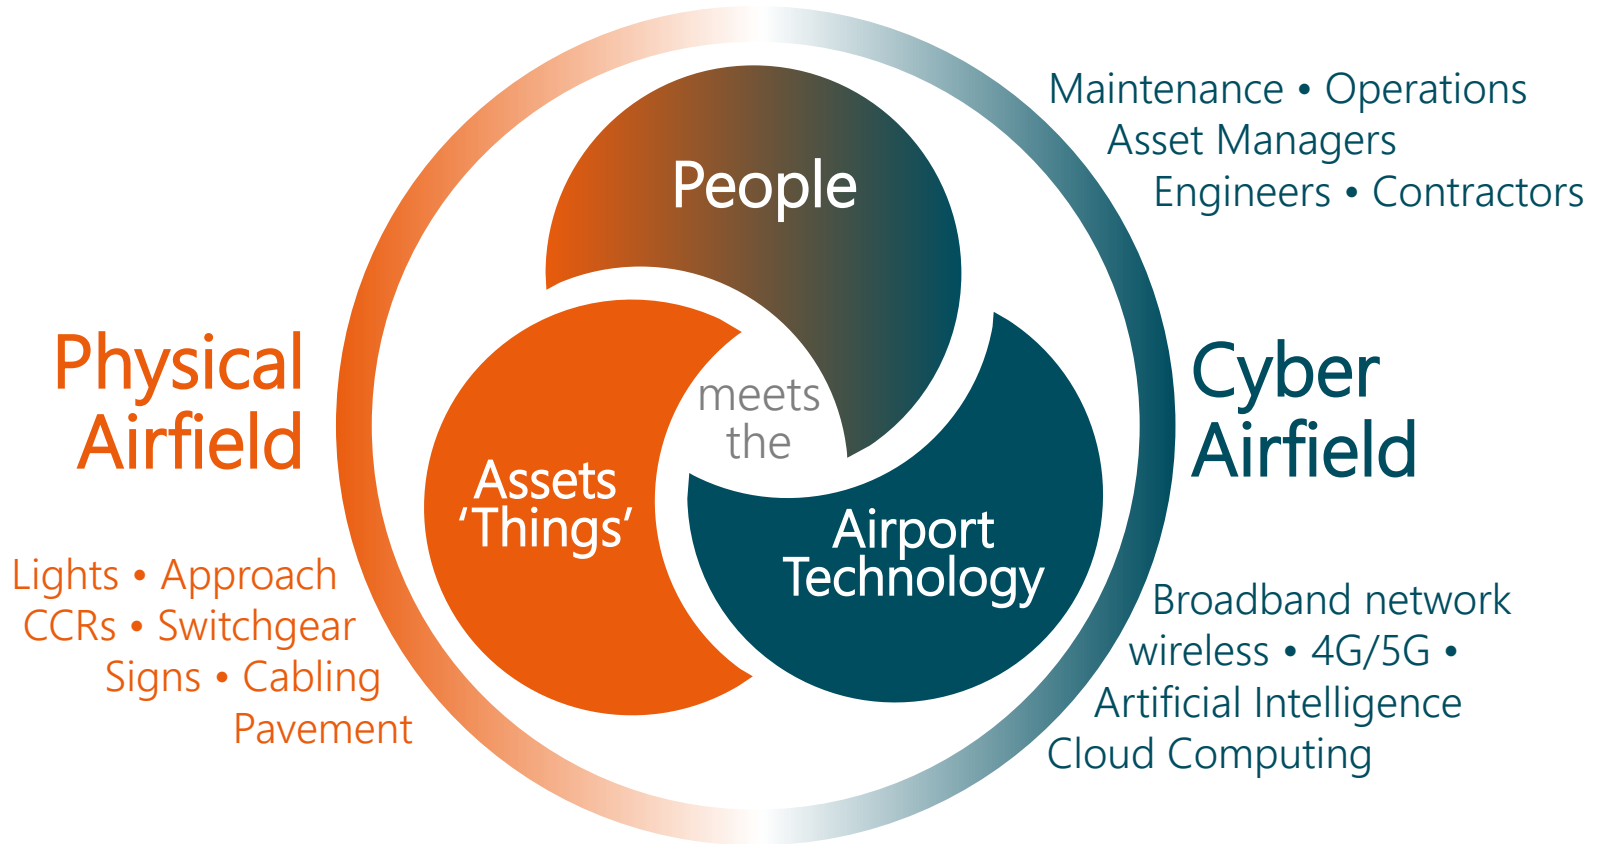 Maintenance • Operations
Asset Managers
Engineers • Contractors
People
Physical
Airfield
meets
the
Cyber
Airfield
Assets
‘Things’
Airport
Technology
Lights • Approach
CCRs • Switchgear
Signs • Cabling
Pavement
Broadband network
wireless • 4G/5G •
Artificial Intelligence
Cloud Computing